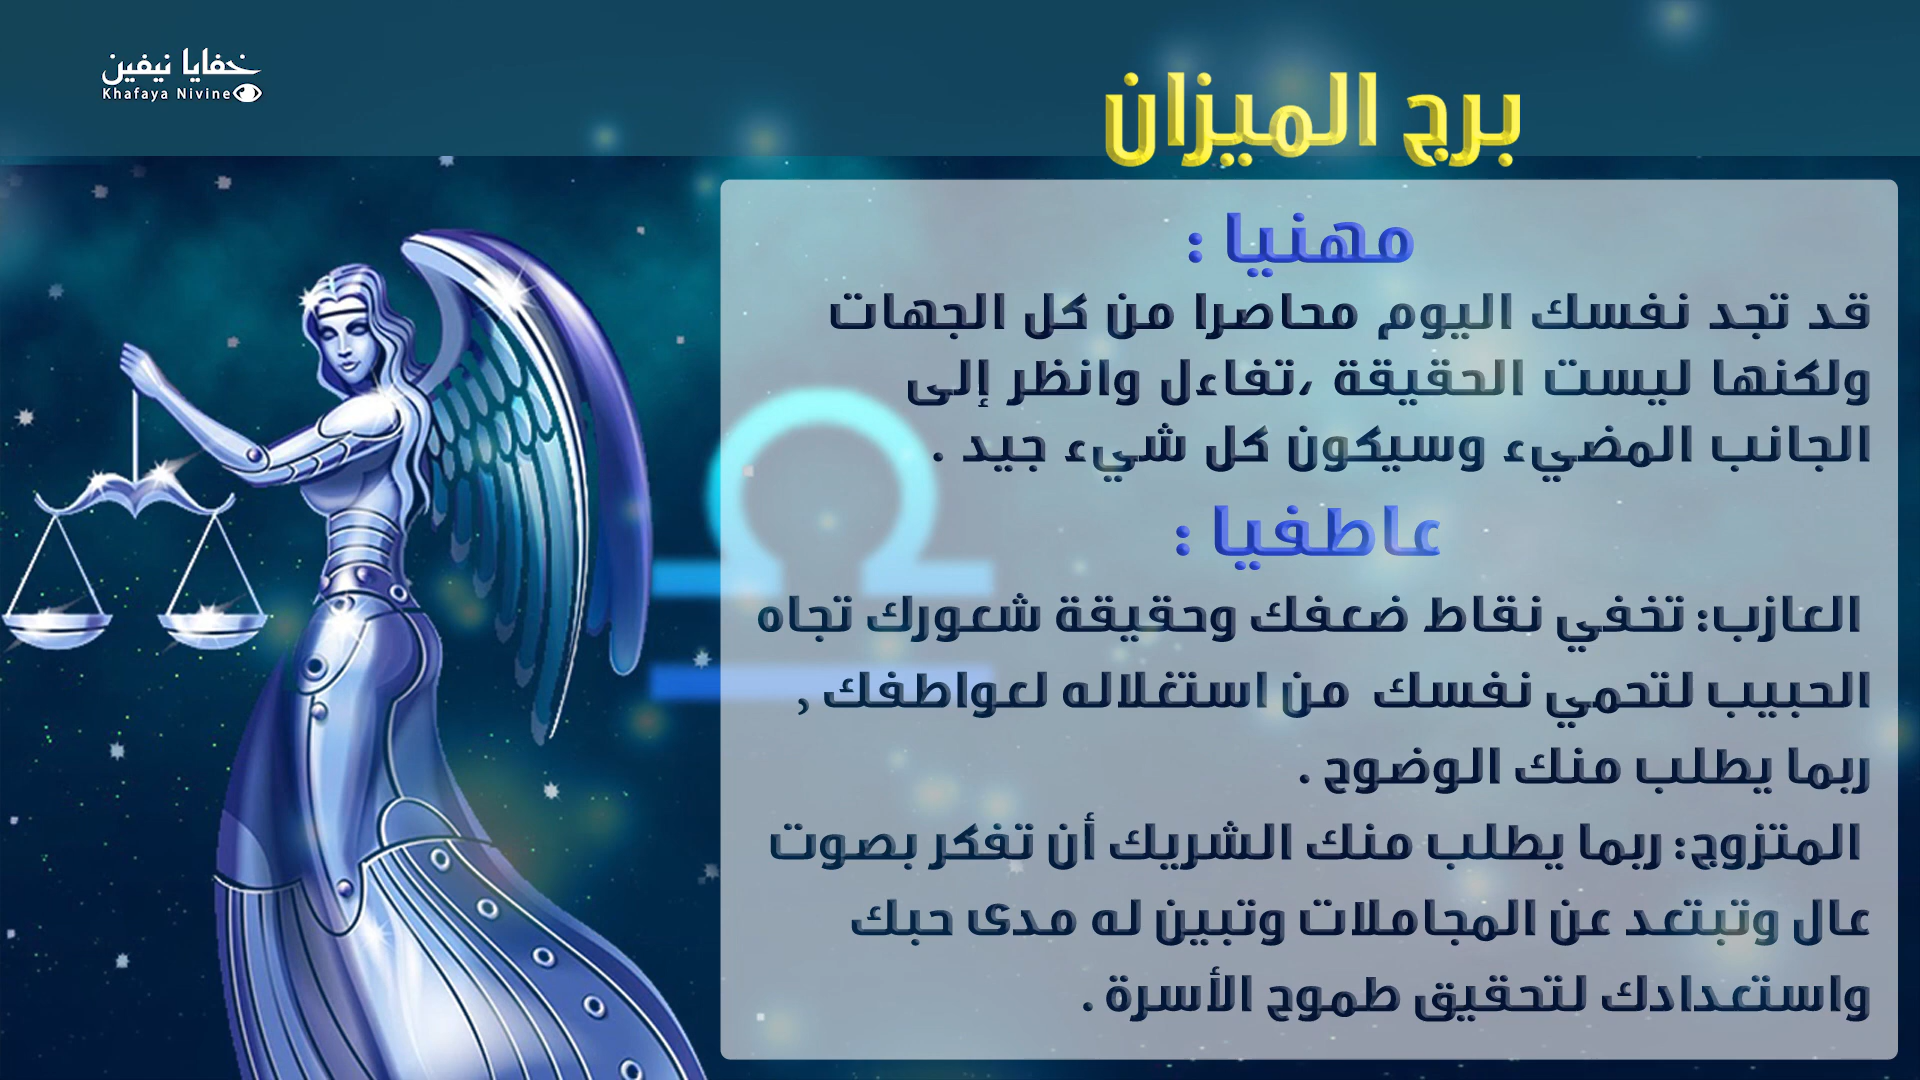 خفايا نيفين
Khafaya Nivine
برج الميزان
مهنيا :
قد تجد نفسك اليوم محاصرا من كل الجهات
ولكنها ليست الحقيقة ،تفاءل وانظر إلى
الجانب المضيء وسيكون كل شيء جيد .
عاطفيا :
العازب: تخفي نقاط ضعفك وحقيقة شعورك تجاه
الحبيب لتحمي نفسك من استغلاله لعواطفك ,
ربما يطلب منك الوضوح .
المتزوج: ربما يطلب منك الشريك أن تفكر بصوت
عال وتبتعد عن المجاملات وتبين له مدى حبك
واستعدادك لتحقيق طموح الأسرة .